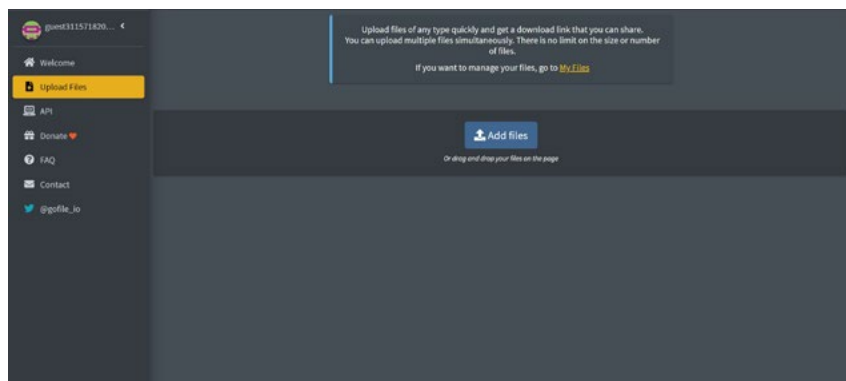 guest311571820...
Welcome
Upload Files
API
Donate
FAQ
Contact
@gofile_io
Upload files of any type quickly and get a download link that you can share.
You can upload multiple files simultaneously. There is no limit on the size or number
of files.
If you want to manage your files, go to My Files
Add files
Or drag and drop your files on the page